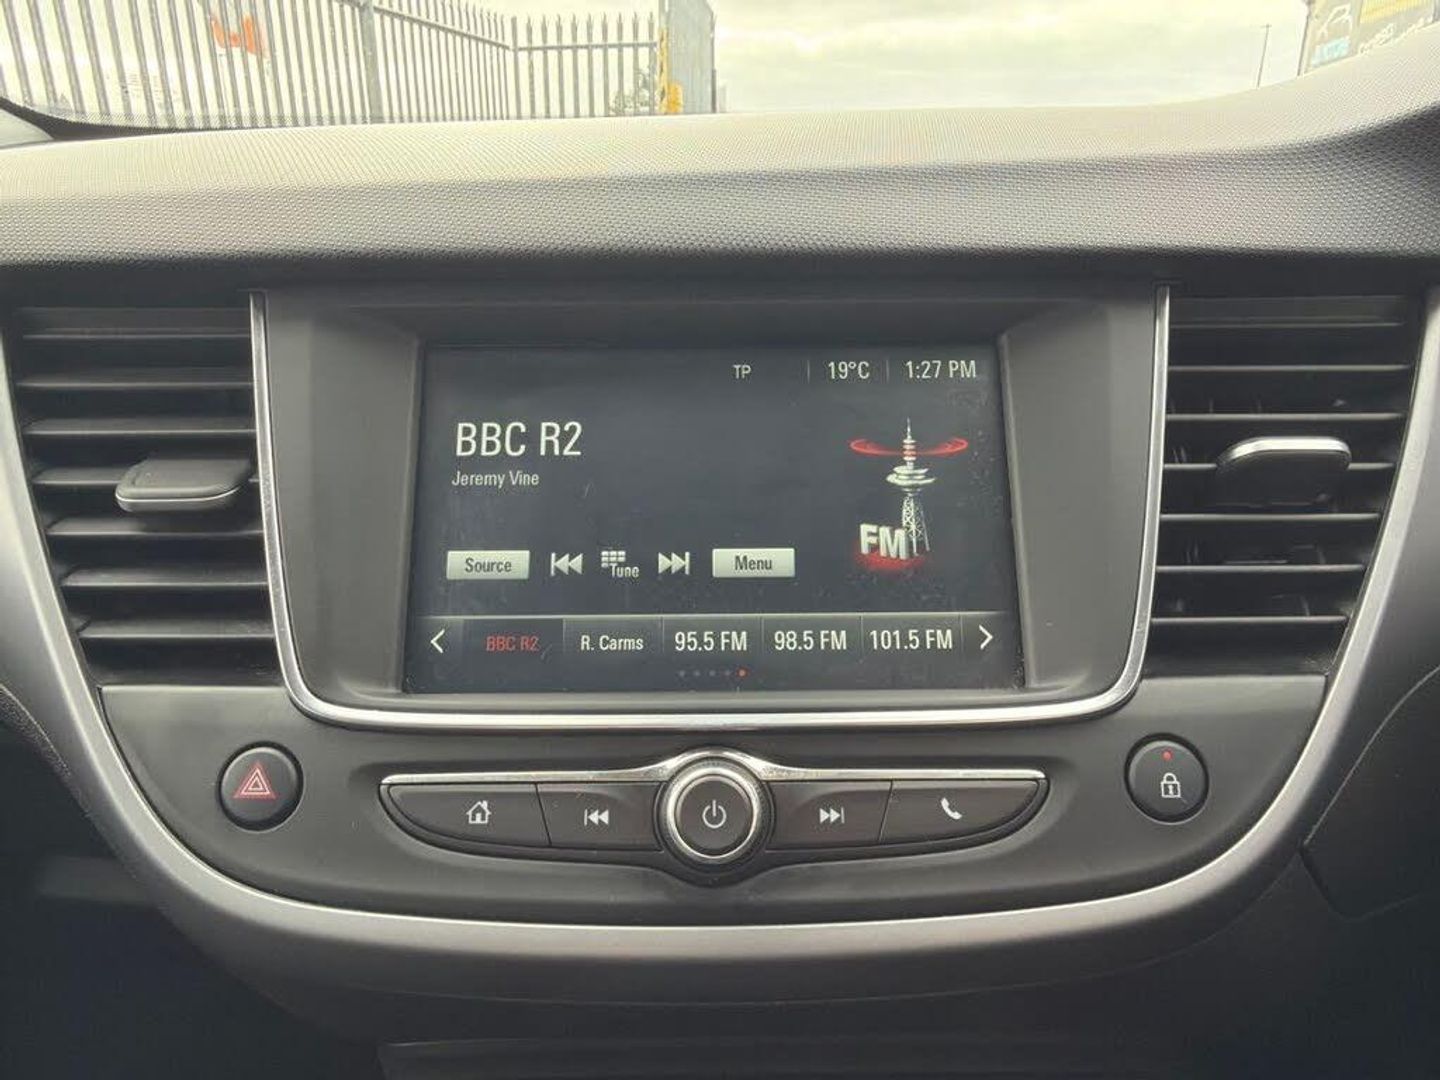 TP 19°C 1:27 PM
BBC R2
Jeremy Vine
FM
Source Tune Menu
BBC R2 R. Carms 95.5 FM 98.5 FM 101.5 FM